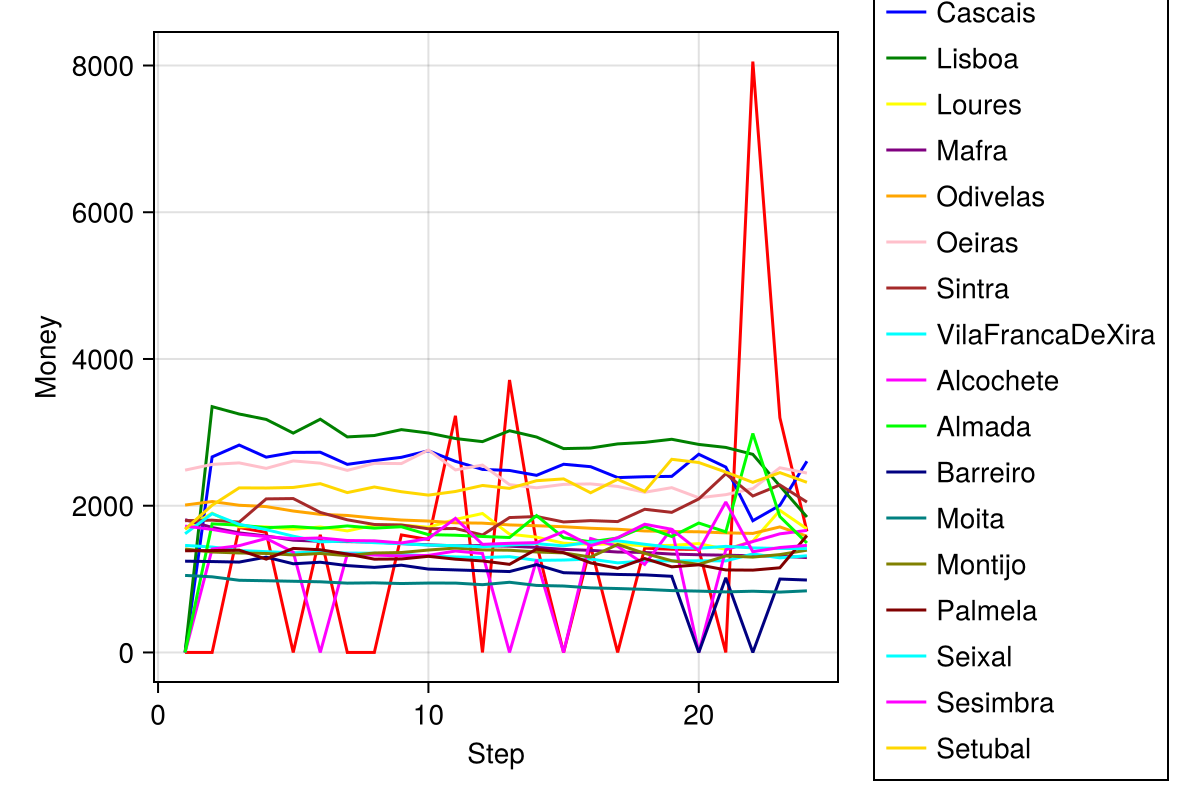 8000
6000
4000
2000
0
Money
0
10
20
Step
Cascais
Lisboa
Loures
Mafra
Odivelas
Oeiras
Sintra
VilaFrancaDeXira
Alcochete
Almada
Barreiro
Moita
Montijo
Palmela
Seixal
Sesimbra
Setubal